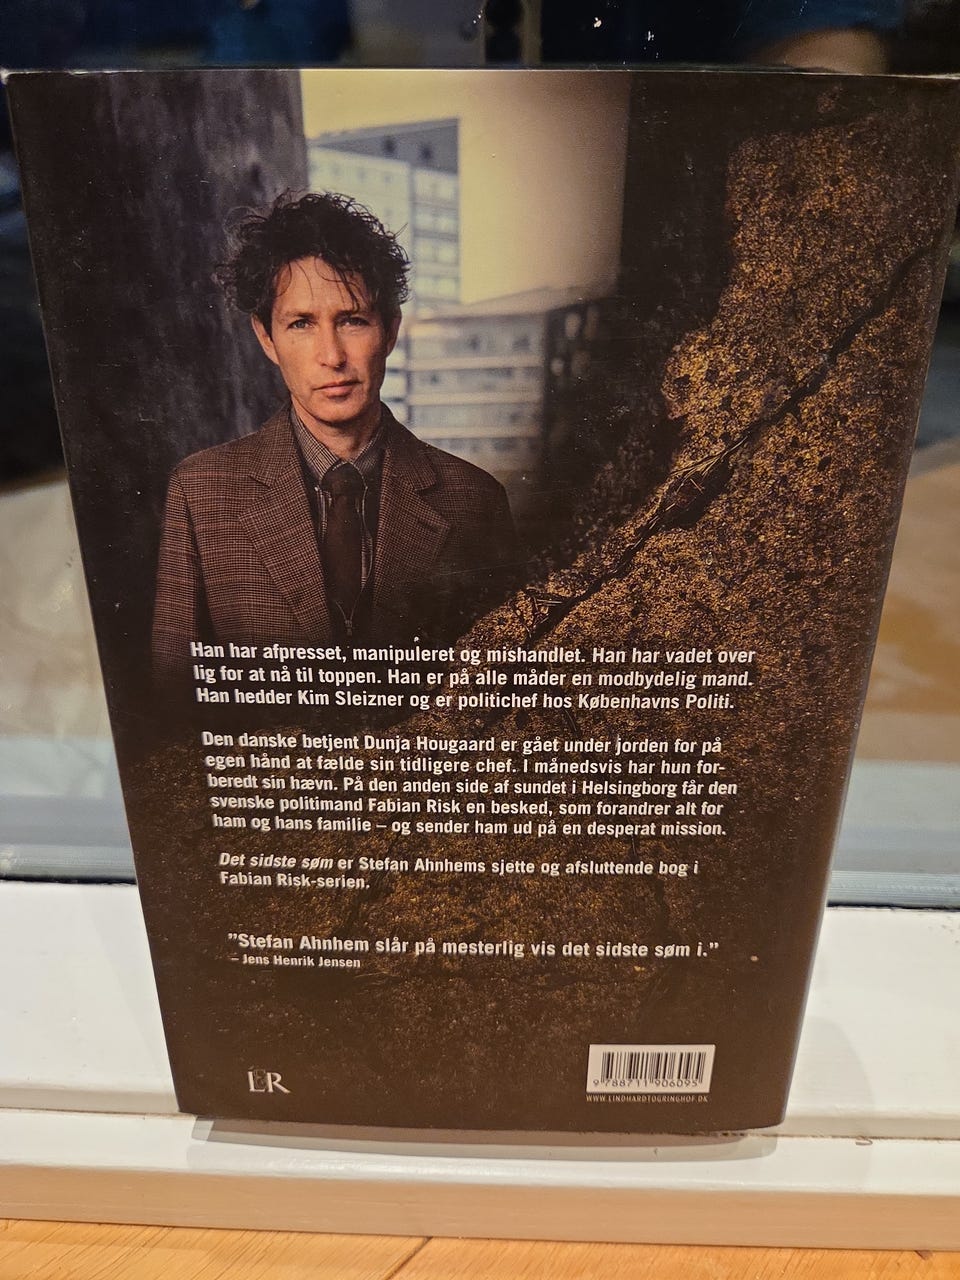 Han har afpresset, manipuleret og mishandlet. Han har vadet over
lig for at nå til toppen. Han er på alle måder en modbydelig mand.
Han hedder Kim Sleizner og er politichef hos Københavns Politi.
Den danske betjent Dunja Hougaard er gået under jorden for på
egen hånd at fælde sin tidligere chef. I månedsvis har hun for-
beredt sin hævn. På den anden side af sundet i Helsingborg får den
svenske politimand Fabian Risk en besked, som forandrer alt for
ham og hans familie – og sender ham ud på en desperat mission.
Det sidste søm er Stefan Ahnhems sjette og afsluttende bog i
Fabian Risk-serien.
”Stefan Ahnhem slår på mesterlig vis det sidste søm i.”
– Jens Henrik Jensen
L&R
9 788711 906095
WWW.LINDHARDTOGRINGHOF.DK